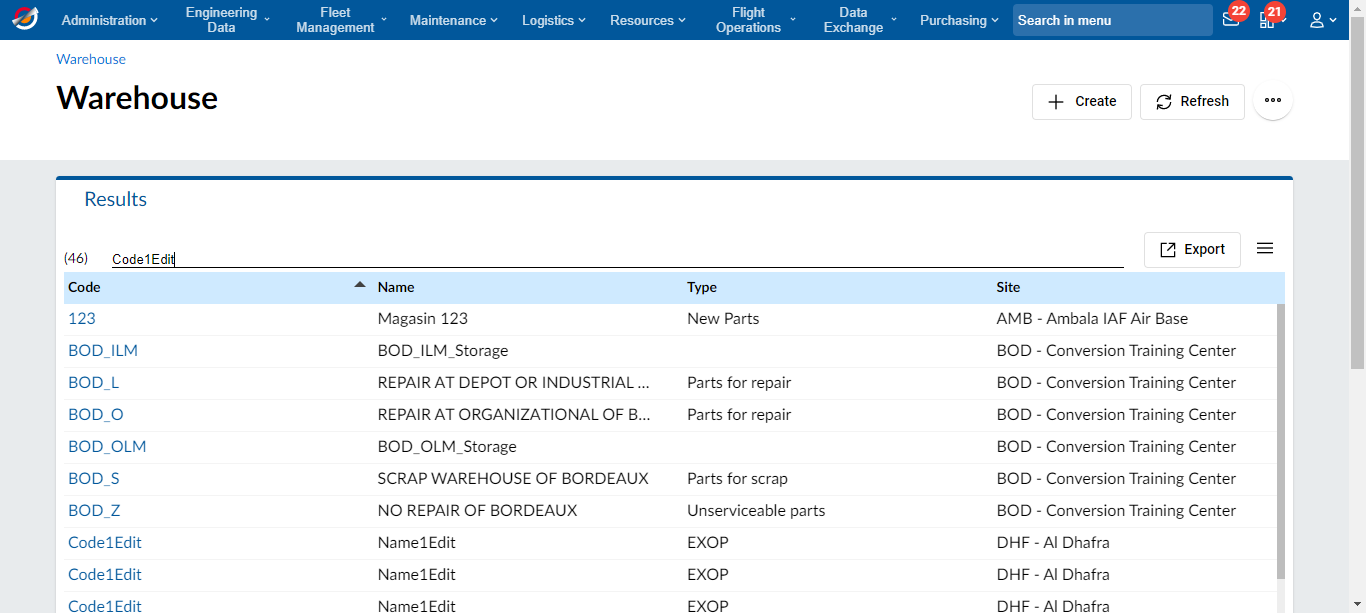 Administration
Engineering Data
Fleet Management
Maintenance
Logistics
Resources
Flight Operations
Data Exchange
Purchasing
Search in menu
22
21
Warehouse
Warehouse
Create
Refresh
Results
(46)
Code1Edit
Export
Code Name Type Site
123 Magasin 123 New Parts AMB - Ambala IAF Air Base
BOD_ILM BOD_ILM_Storage BOD - Conversion Training Center
BOD_L REPAIR AT DEPOT OR INDUSTRIAL ... Parts for repair BOD - Conversion Training Center
BOD_O REPAIR AT ORGANIZATIONAL OF B... Parts for repair BOD - Conversion Training Center
BOD_OLM BOD_OLM_Storage BOD - Conversion Training Center
BOD_S SCRAP WAREHOUSE OF BORDEAUX Parts for scrap BOD - Conversion Training Center
BOD_Z NO REPAIR OF BORDEAUX Unserviceable parts BOD - Conversion Training Center
Code1Edit Name1Edit EXOP DHF - Al Dhafra
Code1Edit Name1Edit EXOP DHF - Al Dhafra
Code1Edit Name1Edit EXOP DHF - Al Dhafra